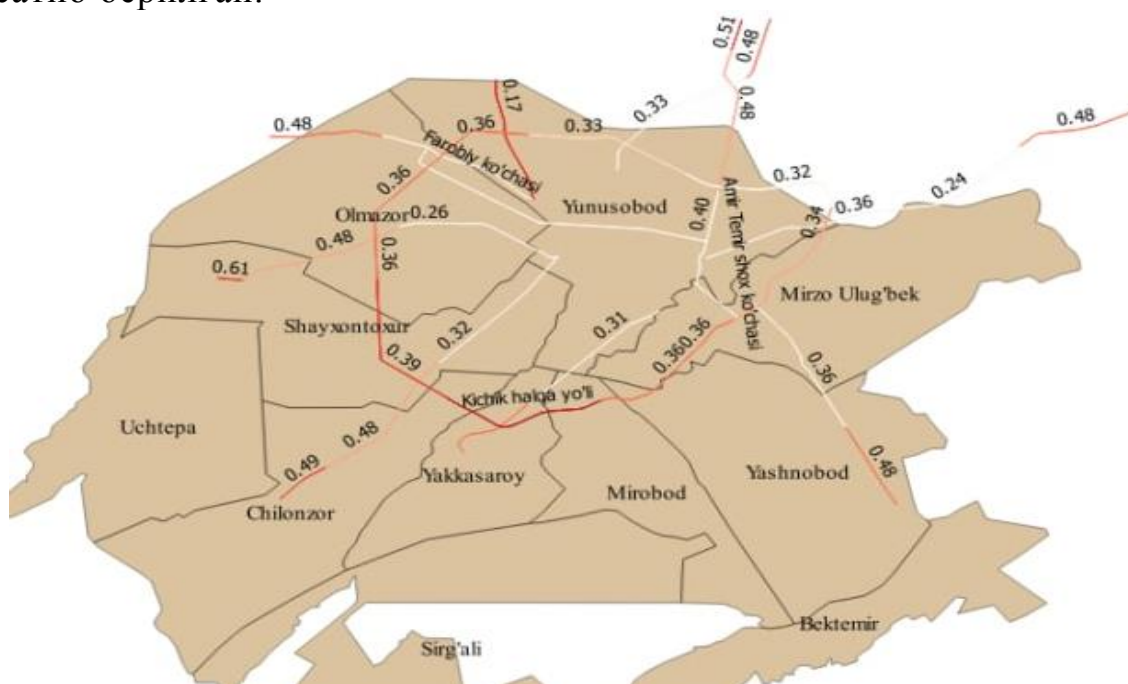 0.51
0.48
0.48
0.17
0.33
0.48
0.36
0.33
0.48
Farobiy ko'chasi
0.36
0.32
0.24
Olmazor
0.26
Yunusobod
0.40
Amir Temir shox ko'chasi
0.34
0.36
0.48
0.36
0.61
Mirzo Ulug'bek
Shayxontoxur
0.32
0.31
0.36
0.36
0.39
0.36
Kichik halqa yo'li
Uchtepa
0.48
0.49
Yakkasaroy
Yashnobod
0.48
Mirobod
Chilonzor
Bektemir
Sirg'ali